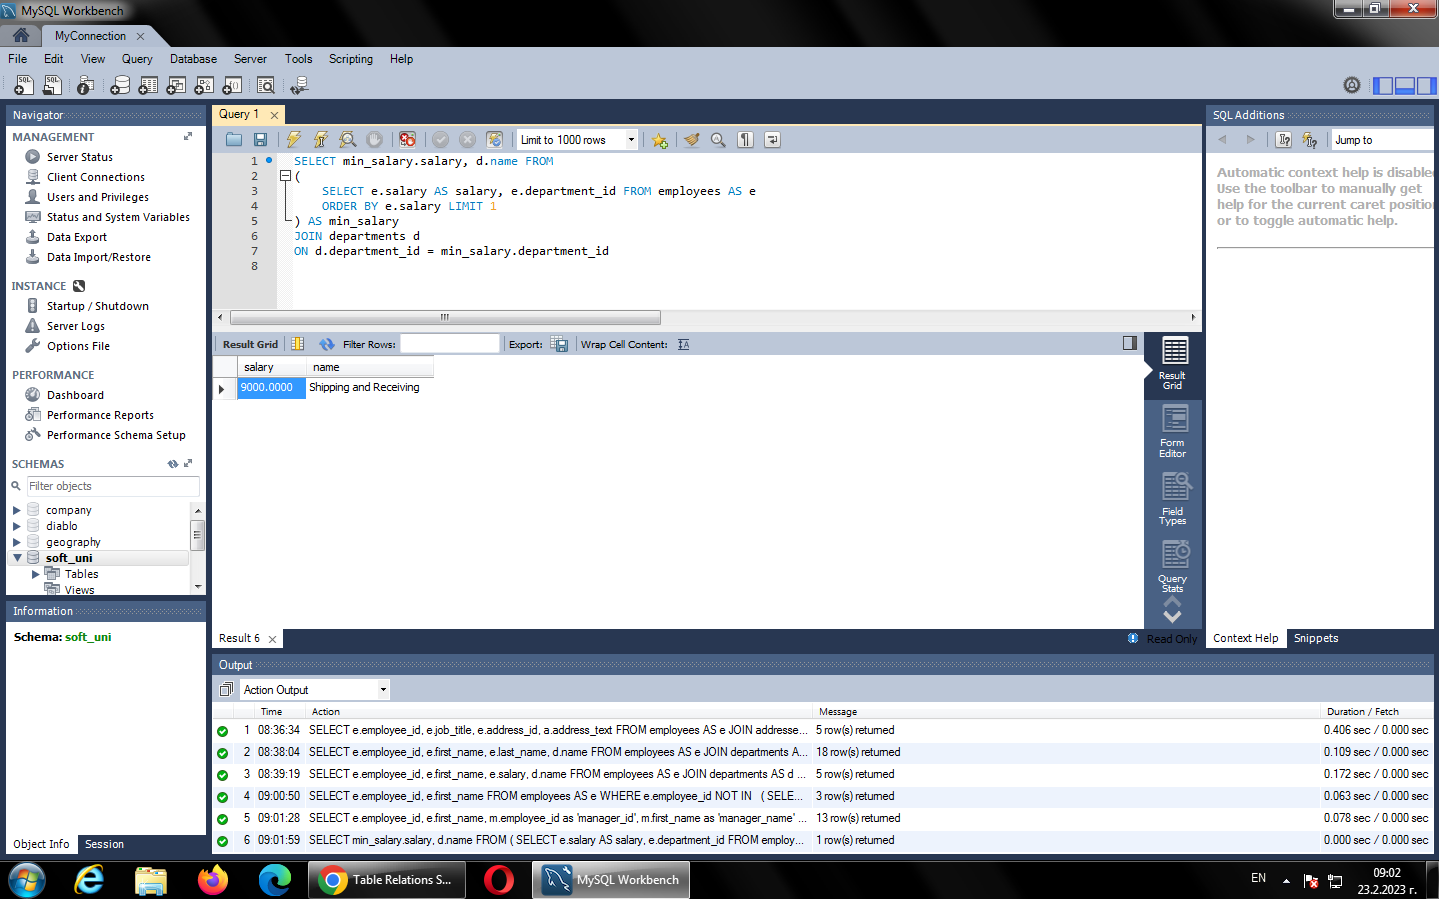 MySQL Workbench
MyConnection
File Edit View Query Database Server Tools Scripting Help
Navigator
MANAGEMENT
Server Status
Client Connections
Users and Privileges
Status and System Variables
Data Export
Data Import/Restore
INSTANCE
Startup / Shutdown
Server Logs
Options File
PERFORMANCE
Dashboard
Performance Reports
Performance Schema Setup
SCHEMAS
Filter objects
company
diablo
geography
soft_uni
Tables
Views
Information
Schema: soft_uni
Object Info Session
Query 1
Limit to 1000 rows
1 SELECT min_salary.salary, d.name FROM
2 (
3 SELECT e.salary AS salary, e.department_id FROM employees AS e
4 ORDER BY e.salary LIMIT 1
5 ) AS min_salary
6 JOIN departments d
7 ON d.department_id = min_salary.department_id
8
Result Grid Filter Rows: Export: Wrap Cell Content:
salary name
9000.0000 Shipping and Receiving
Result Grid
Form Editor
Field Types
Query Stats
Result 6
Read Only
SQL Additions
Jump to
Automatic context help is disabled
Use the toolbar to manually get
help for the current caret position
or to toggle automatic help.
Context Help Snippets
Output
Action Output
Time Action Message Duration / Fetch
1 08:36:34 SELECT e.employee_id, e.job_title, e.address_id, a.address_text FROM employees AS e JOIN addresse... 5 row(s) returned 0.406 sec / 0.000 sec
2 08:38:04 SELECT e.employee_id, e.first_name, e.last_name, d.name FROM employees AS e JOIN departments A... 18 row(s) returned 0.109 sec / 0.000 sec
3 08:39:19 SELECT e.employee_id, e.first_name, e.salary, d.name FROM employees AS e JOIN departments AS d ... 5 row(s) returned 0.172 sec / 0.000 sec
4 09:00:50 SELECT e.employee_id, e.first_name FROM employees AS e WHERE e.employee_id NOT IN ( SELE... 3 row(s) returned 0.063 sec / 0.000 sec
5 09:01:28 SELECT e.employee_id, e.first_name, m.employee_id as 'manager_id', m.first_name as 'manager_name' ... 13 row(s) returned 0.078 sec / 0.000 sec
6 09:01:59 SELECT min_salary.salary, d.name FROM ( SELECT e.salary AS salary, e.department_id FROM employ... 1 row(s) returned 0.000 sec / 0.000 sec
Table Relations S...
MySQL Workbench
EN
09:02
23.2.2023 г.